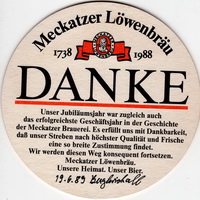 Meckatzer Löwenbräu
1738 1988
DANKE
Unser Jubiläumsjahr war zugleich auch
das erfolgreichste Geschäftsjahr in der Geschichte
der Meckatzer Brauerei. Es erfüllt uns mit Dankbarkeit,
daß unser Streben nach höchster Qualität und Frische
eine so breite Zustimmung findet.
Wir werden diesen Weg konsequent fortsetzen.
Meckatzer Löwenbräu.
Unsere Heimat. Unser Bier.
19.6.89